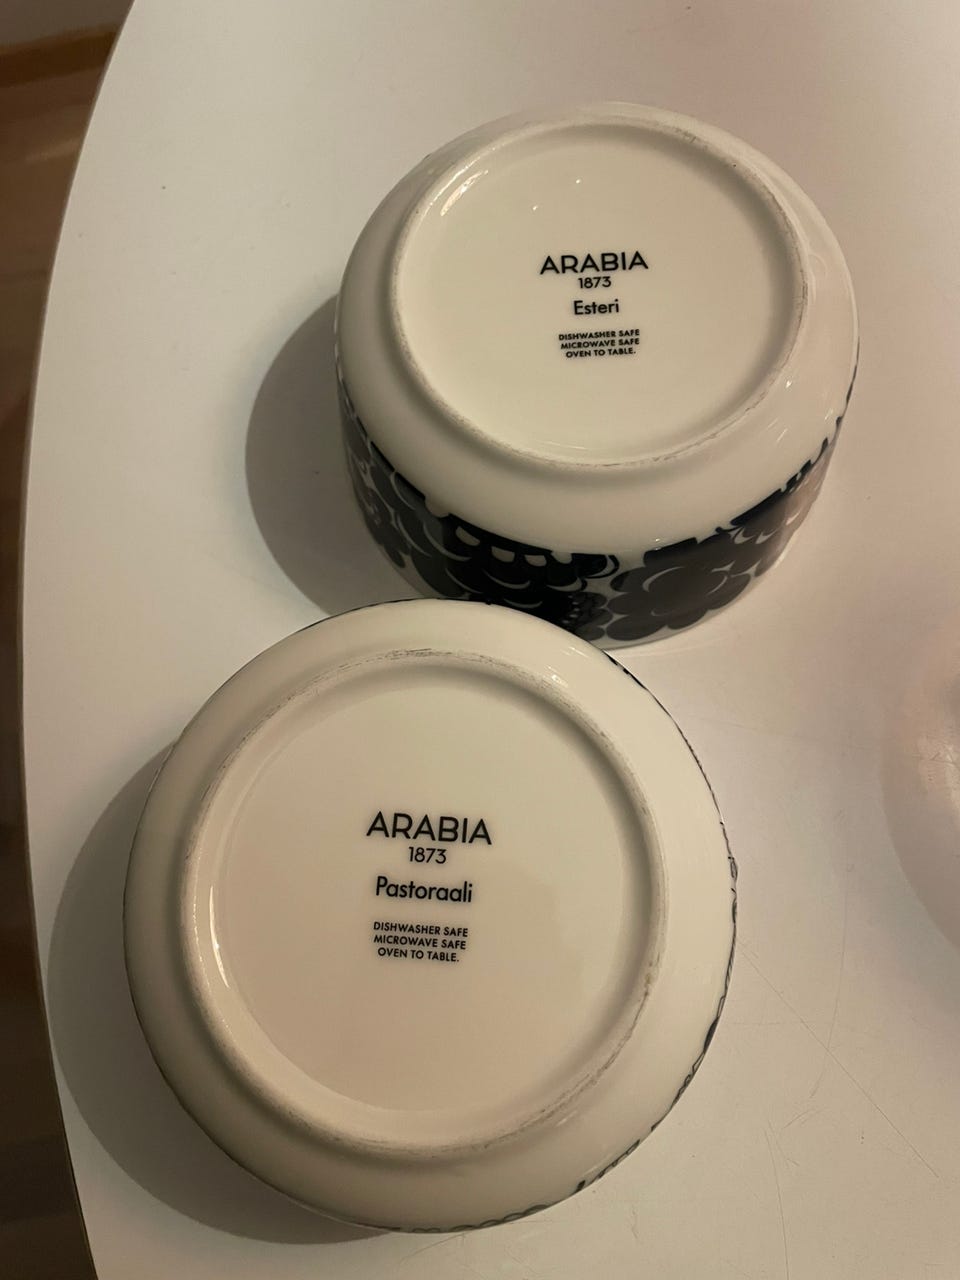 ARABIA
1873
Esteri
DISHWASHER SAFE
MICROWAVE SAFE
OVEN TO TABLE.
ARABIA
1873
Pastoraali
DISHWASHER SAFE
MICROWAVE SAFE
OVEN TO TABLE.